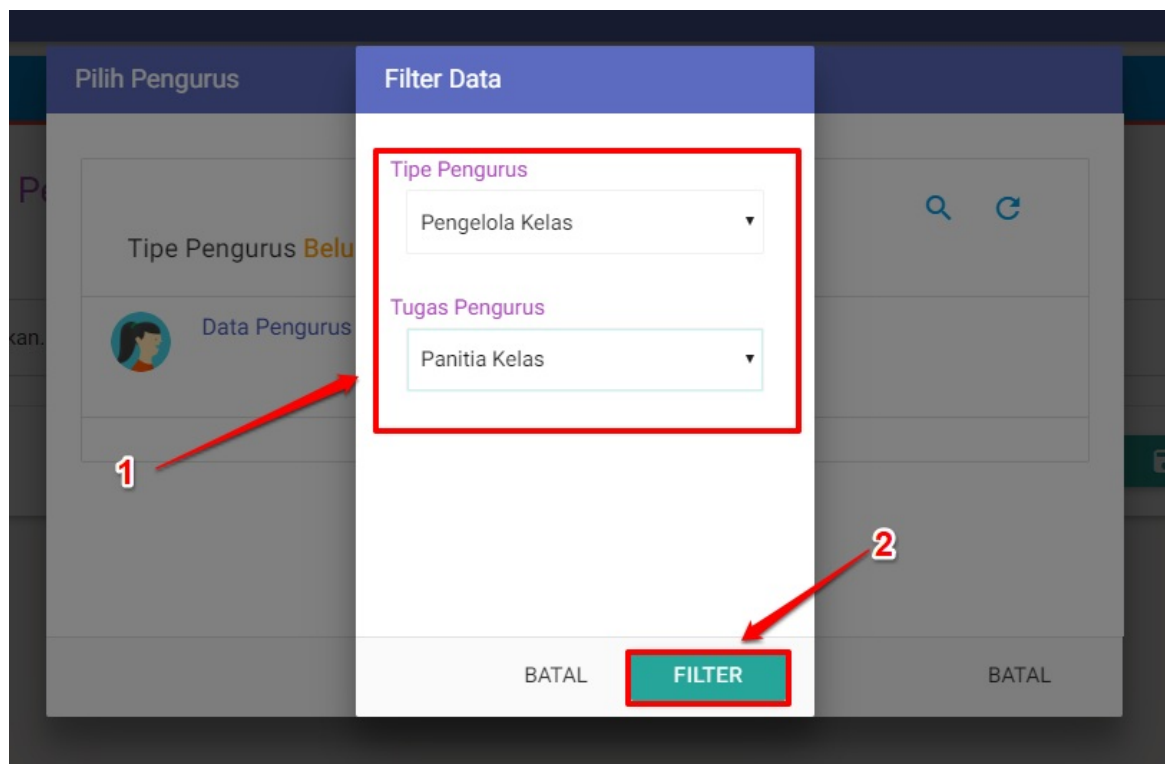 Pilih Pengurus
Filter Data
Tipe Pengurus
Pengelola Kelas
Tipe Pengurus Belu
Tugas Pengurus
Data Pengurus
kan.
Panitia Kelas
1
2
BATAL
FILTER
BATAL